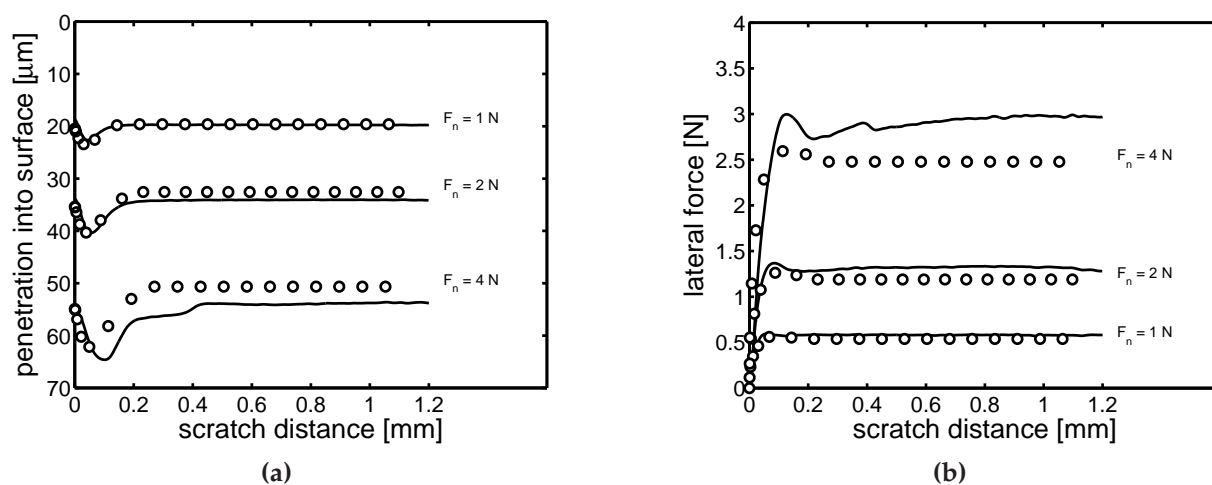 0
10
20
30
40
50
60
70
penetration into surface [μm]
F_n = 1 N
F_n = 2 N
F_n = 4 N
0 0.2 0.4 0.6 0.8 1 1.2
scratch distance [mm]
(a)
4
3.5
3
2.5
2
1.5
1
0.5
0
lateral force [N]
F_n = 4 N
F_n = 2 N
F_n = 1 N
0 0.2 0.4 0.6 0.8 1 1.2
scratch distance [mm]
(b)